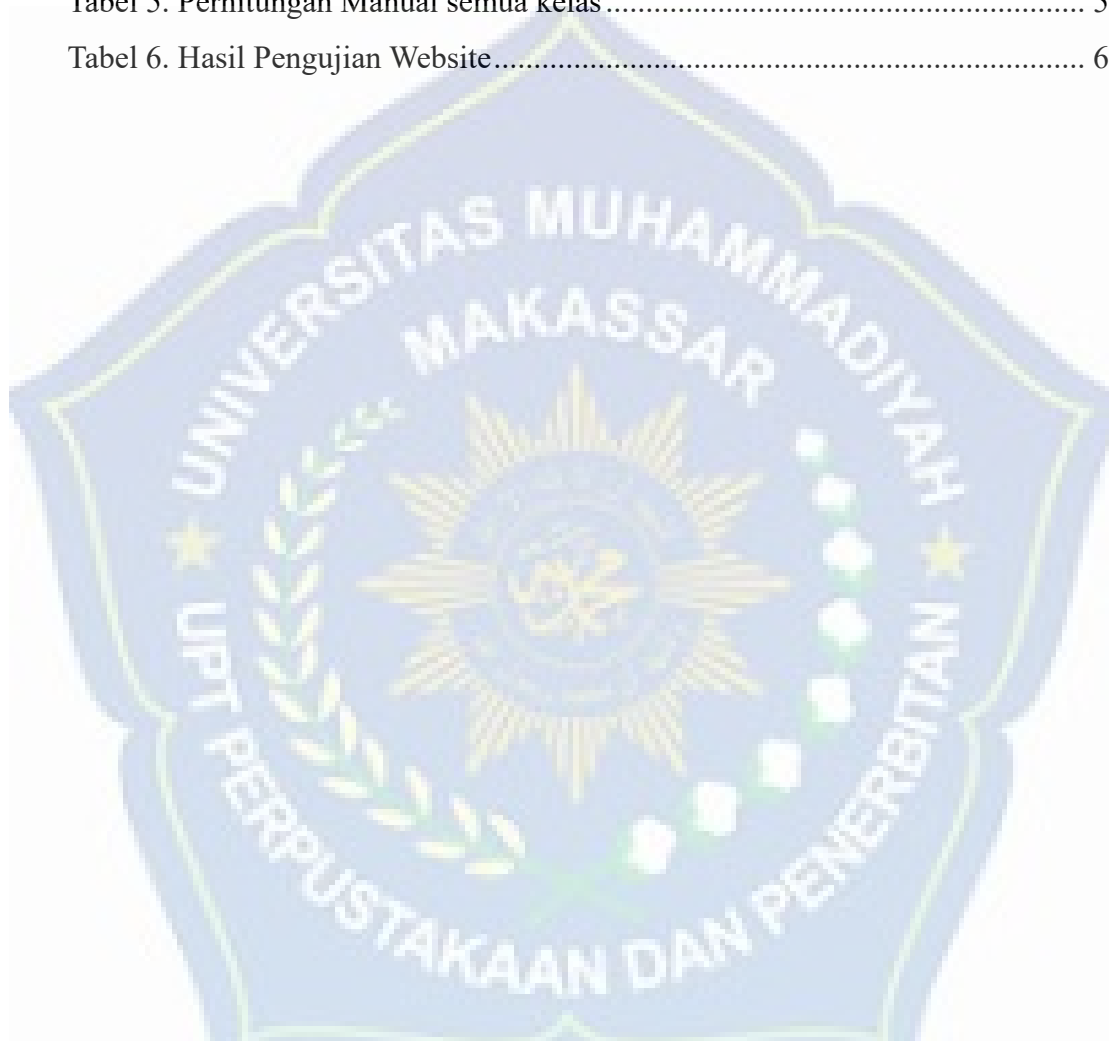 Tabel 5. Perhitungan Manual semua kelas.......................................................... 5
Tabel 6. Hasil Pengujian Website........................................................................ 6
UNIVERSITAS MUHAMMADIYAH
MAKASSAR
UPT PERPUSTAKAAN DAN PENERBITAN